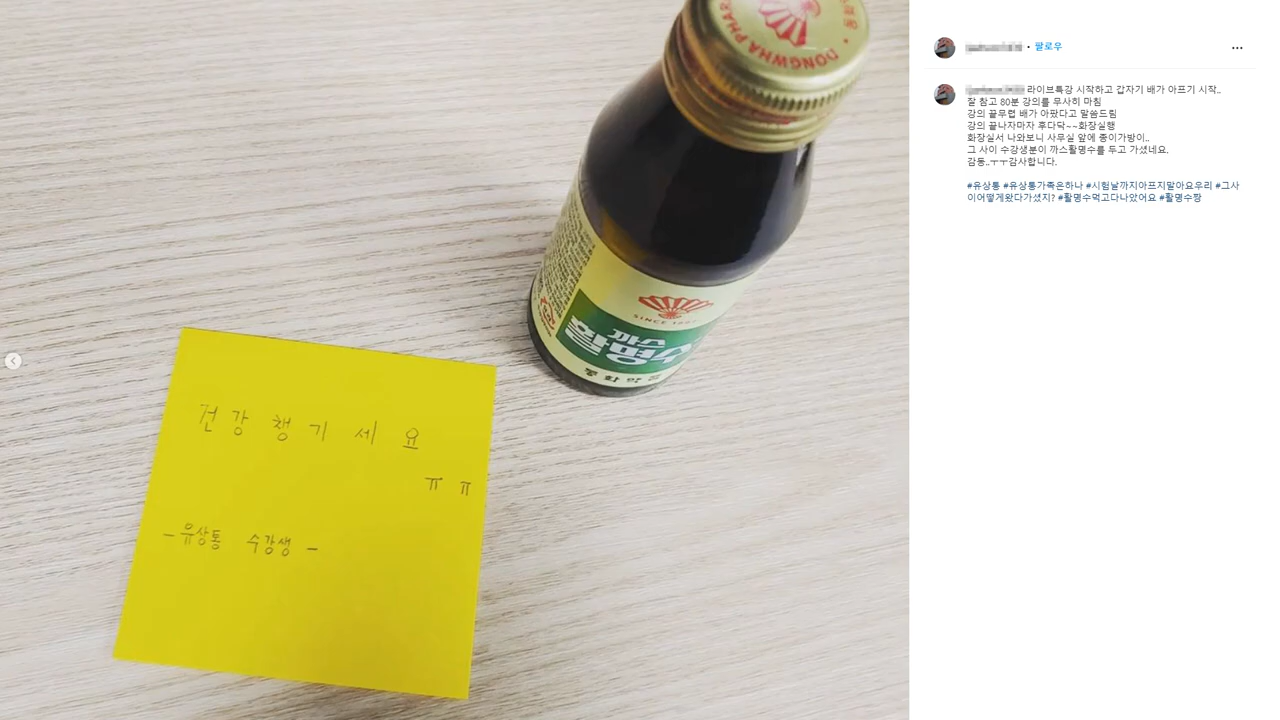 DONGWHA PHAR
SINCE 1897
까스
활명수
동화약품
건강 챙기세요
ㅠㅠ
- 유상통 수강생 -
• 팔로우
라이브특강 시작하고 갑자기 배가 아프기 시작..
잘 참고 80분 강의를 무사히 마침
강의 끝무렵 배가 아팠다고 말씀드림
강의 끝나자마자 후다닥~~화장실행
화장실서 나와보니 사무실 앞에 종이가방이..
그 사이 수강생분이 까스활명수를 두고 가셨네요.
감동..ㅜㅜ감사합니다.
#유상통 #유상통가족은하나 #시험날까지아프지말아요우리 #그사
이어떻게왔다가셨지? #활명수먹고다나았어요 #활명수짱